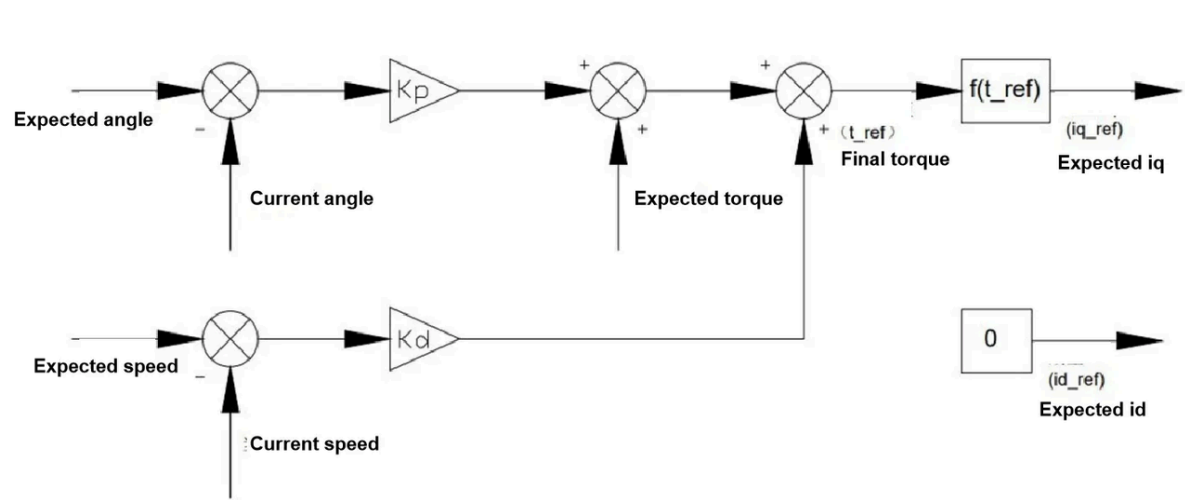 + + 
Kp f(t_ref)
Expected angle
− + + (t_ref) (iq_ref)
Final torque Expected iq
Current angle Expected torque
Kd 0
Expected speed
− (id_ref)
Expected id
Current speed